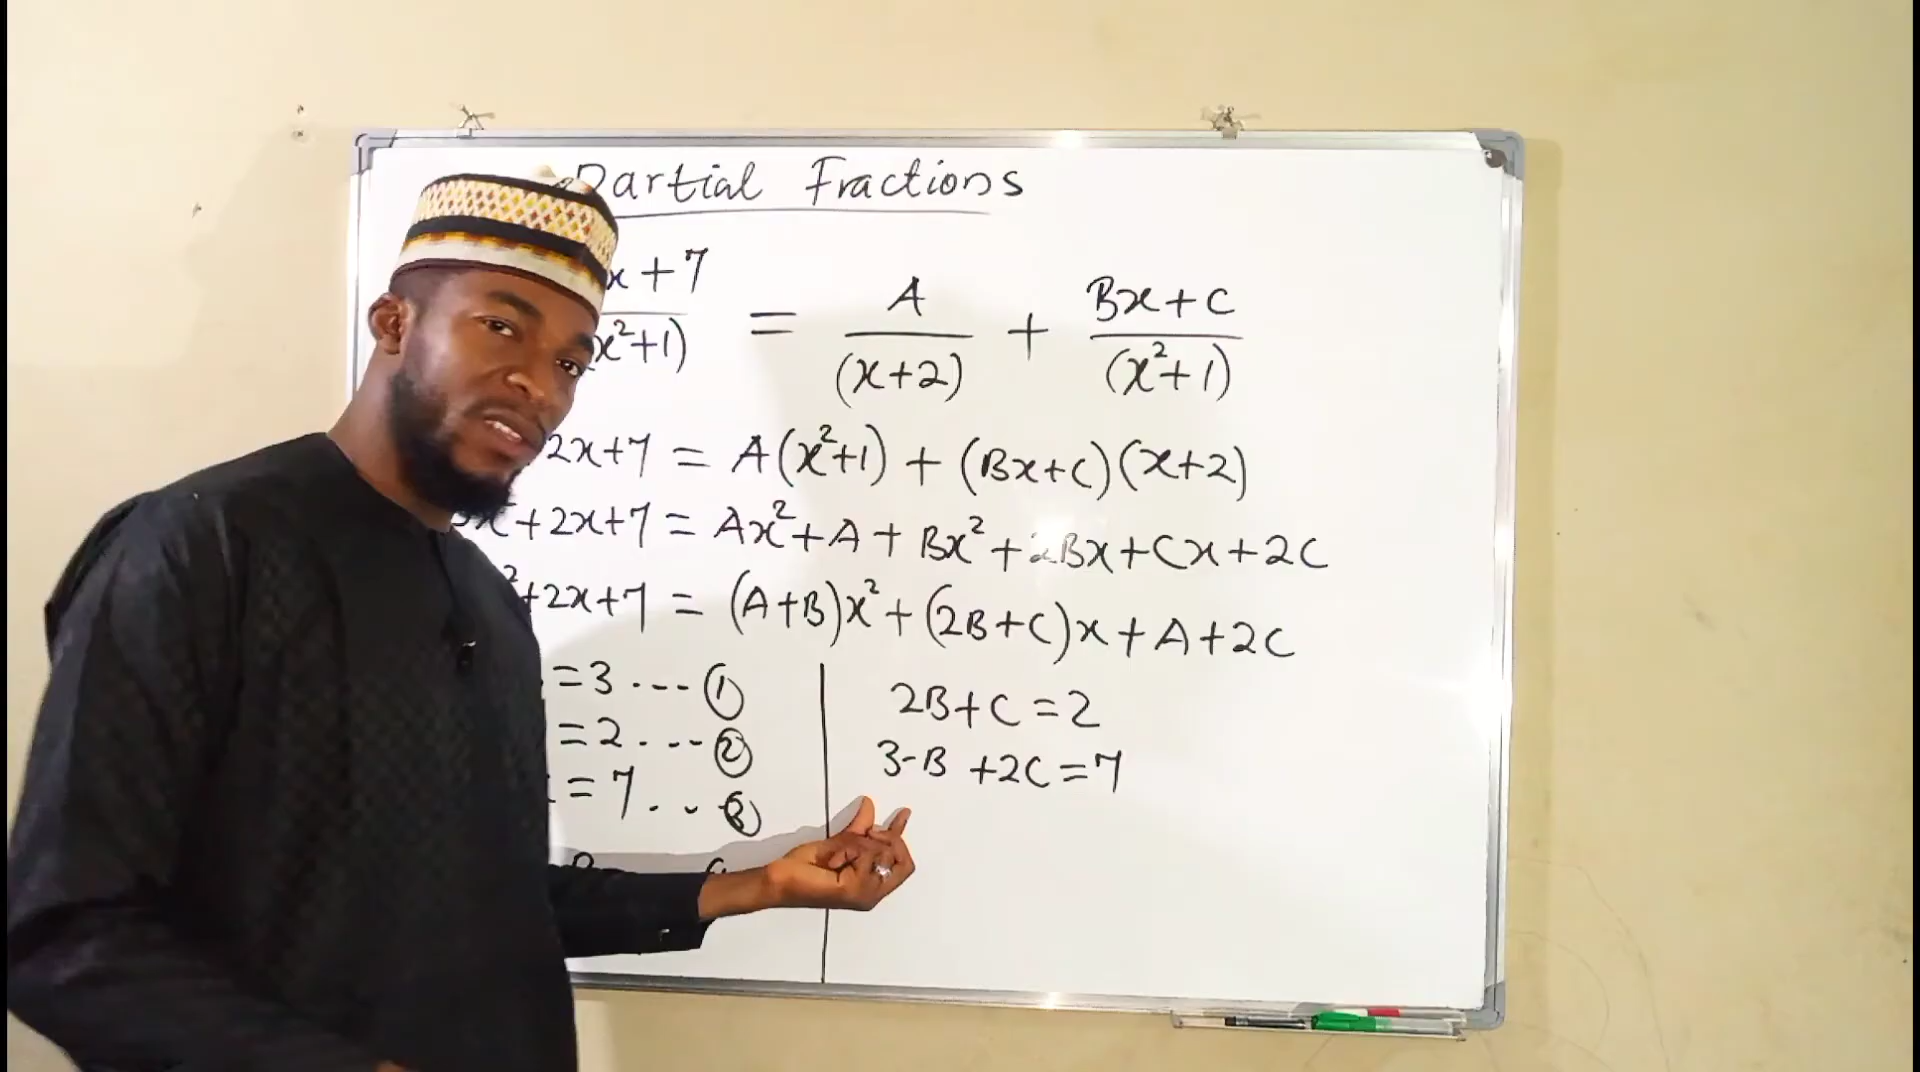 Partial Fractions
x+7 = A + Bx+C
x²+1) (x+2) (x²+1)
2x+7 = A(x²+1) + (Bx+C)(x+2)
x²+2x+7 = Ax²+A+Bx²+2Bx+Cx+2C
²+2x+7 = (A+B)x²+(2B+C)x+A+2C
=3 ---- ①
=2 . --- ②
= 7 . - - ③
2B+C=2
3-B +2C=7